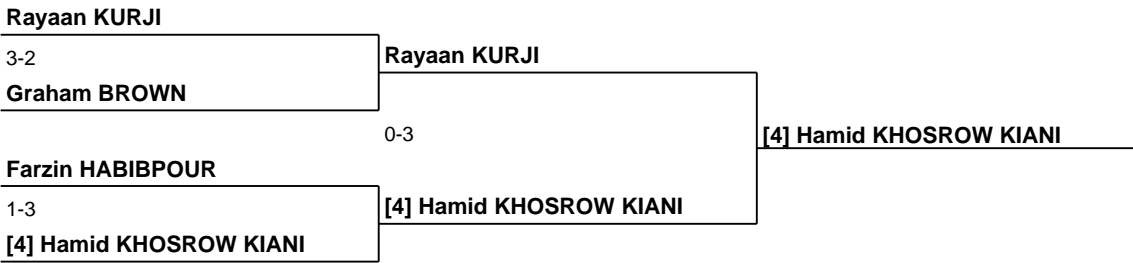 Rayaan KURJI
3-2
Rayaan KURJI
Graham BROWN
0-3
[4] Hamid KHOSROW KIANI
Farzin HABIBPOUR
1-3
[4] Hamid KHOSROW KIANI
[4] Hamid KHOSROW KIANI